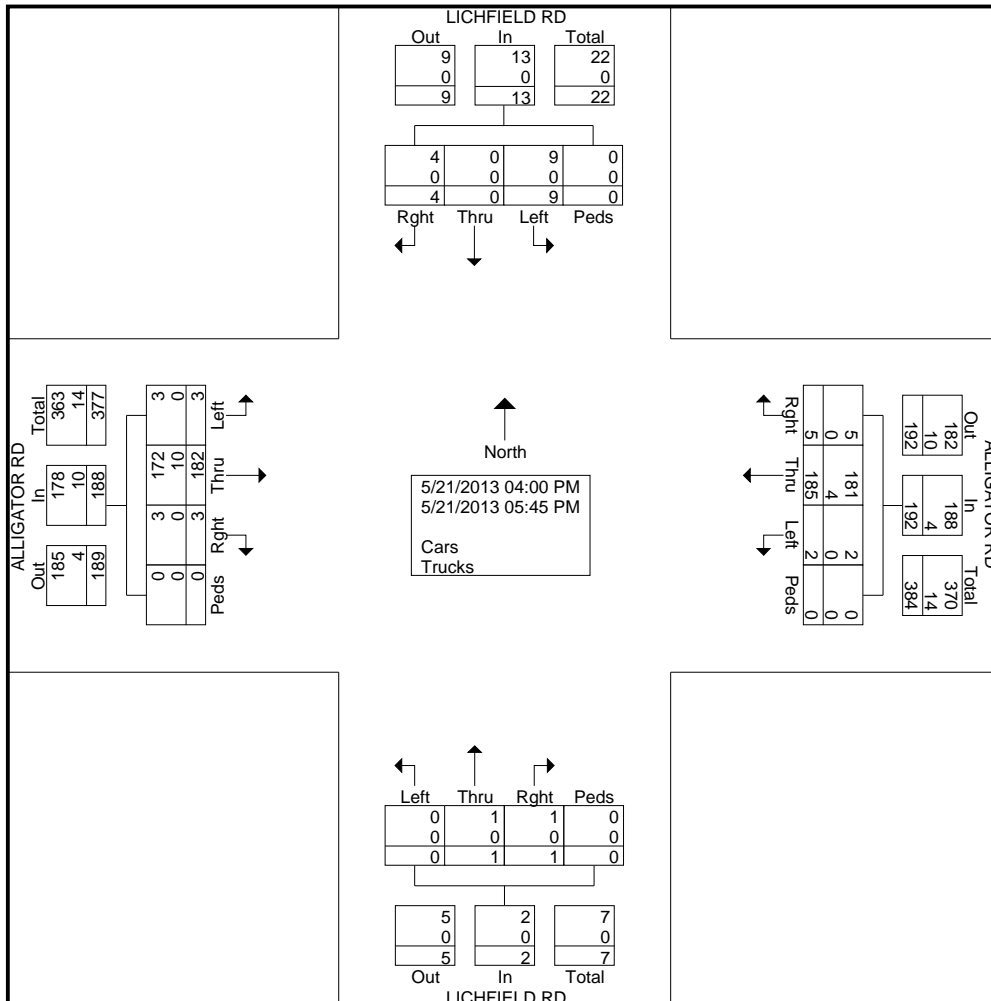 LICHFIELD RD
Out In Total
9 13 22
0 0 0
9 13 22
4 0 9 0
0 0 0 0
4 0 9 0
Rght Thru Left Peds
ALLIGATOR RD
Total In Out
363 178 185
14 10 4
377 188 189
3 172 3 0
0 10 0 0
3 182 3 0
Left Thru Rght Peds
North
5/21/2013 04:00 PM
5/21/2013 05:45 PM
Cars
Trucks
Rght Thru Left Peds
5 181 2 0
0 4 0 0
5 185 2 0
Out In Total
182 188 370
10 4 14
192 192 384
ALLIGATOR RD
Left Thru Rght Peds
0 1 1 0
0 0 0 0
0 1 1 0
5 2 7
0 0 0
5 2 7
Out In Total
LICHFIELD RD